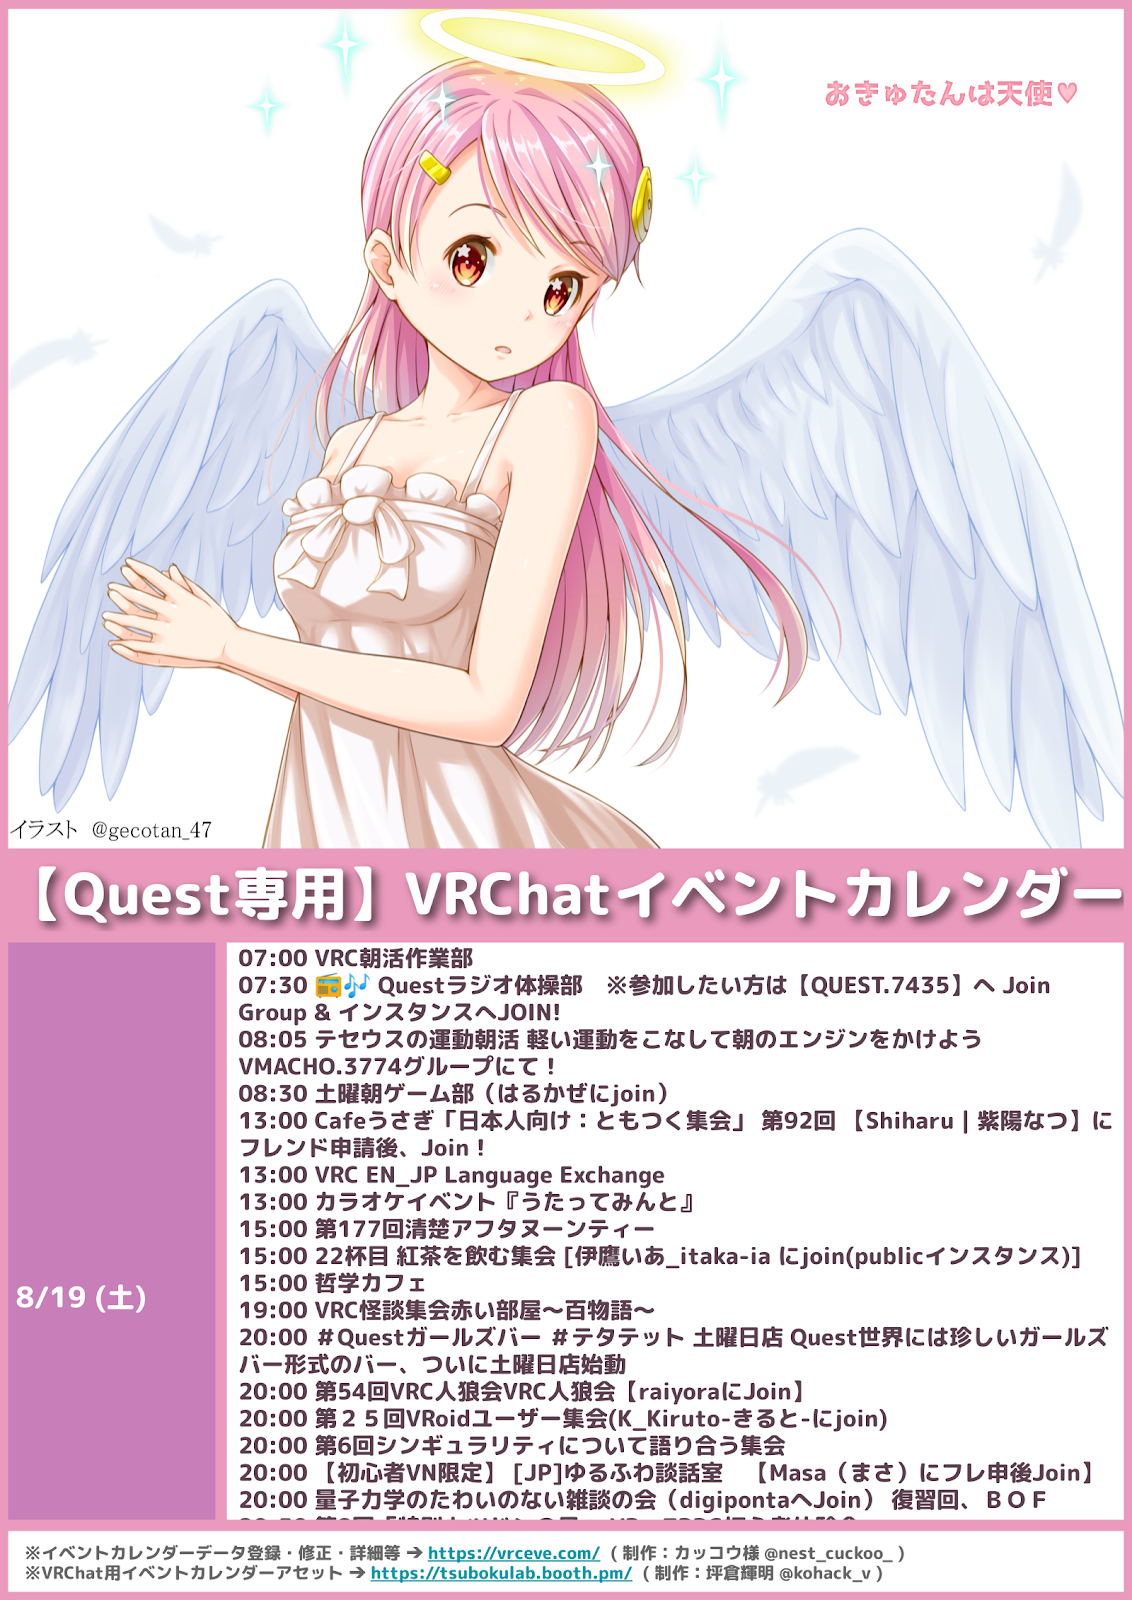 おきゅたんは天使♥
イラスト @gecotan_47
【Quest専用】VRChatイベントカレンダー
8/19 (土)
07:00 VRC朝活作業部
07:30 📻🎶 Questラジオ体操部　※参加したい方は【QUEST.7435】へ Join
Group & インスタンスへJOIN!
08:05 テセウスの運動朝活 軽い運動をこなして朝のエンジンをかけよう
VMACHO.3774グループにて！
08:30 土曜朝ゲーム部（はるかぜにjoin）
13:00 Cafeうさぎ「日本人向け：ともつく集会」 第92回 【Shiharu | 紫陽なつ】に
フレンド申請後、Join！
13:00 VRC EN_JP Language Exchange
13:00 カラオケイベント『うたってみんと』
15:00 第177回清楚アフタヌーンティー
15:00 22杯目 紅茶を飲む集会 [伊鷹いあ_itaka-ia にjoin(publicインスタンス)]
15:00 哲学カフェ
19:00 VRC怪談集会赤い部屋～百物語～
20:00 ＃Questガールズバー ＃テタテット 土曜日店 Quest世界には珍しいガールズ
バー形式のバー、ついに土曜日店始動
20:00 第54回VRC人狼会VRC人狼会【raiyoraにJoin】
20:00 第２５回VRoidユーザー集会(K_Kiruto-きると-にjoin)
20:00 第6回シンギュラリティについて語り合う集会
20:00 【初心者VN限定】 [JP]ゆるふわ談話室　【Masa（まさ）にフレ申後Join】
20:00 量子力学のたわいのない雑談の会（digipontaへJoin） 復習回、ＢＯＦ
※イベントカレンダーデータ登録・修正・詳細等 ➔ https://vrceve.com/ （制作：カッコウ様 @nest_cuckoo_ ）
※VRChat用イベントカレンダーアセット ➔ https://tsubokulab.booth.pm/ （制作：坪倉輝明 @kohack_v ）